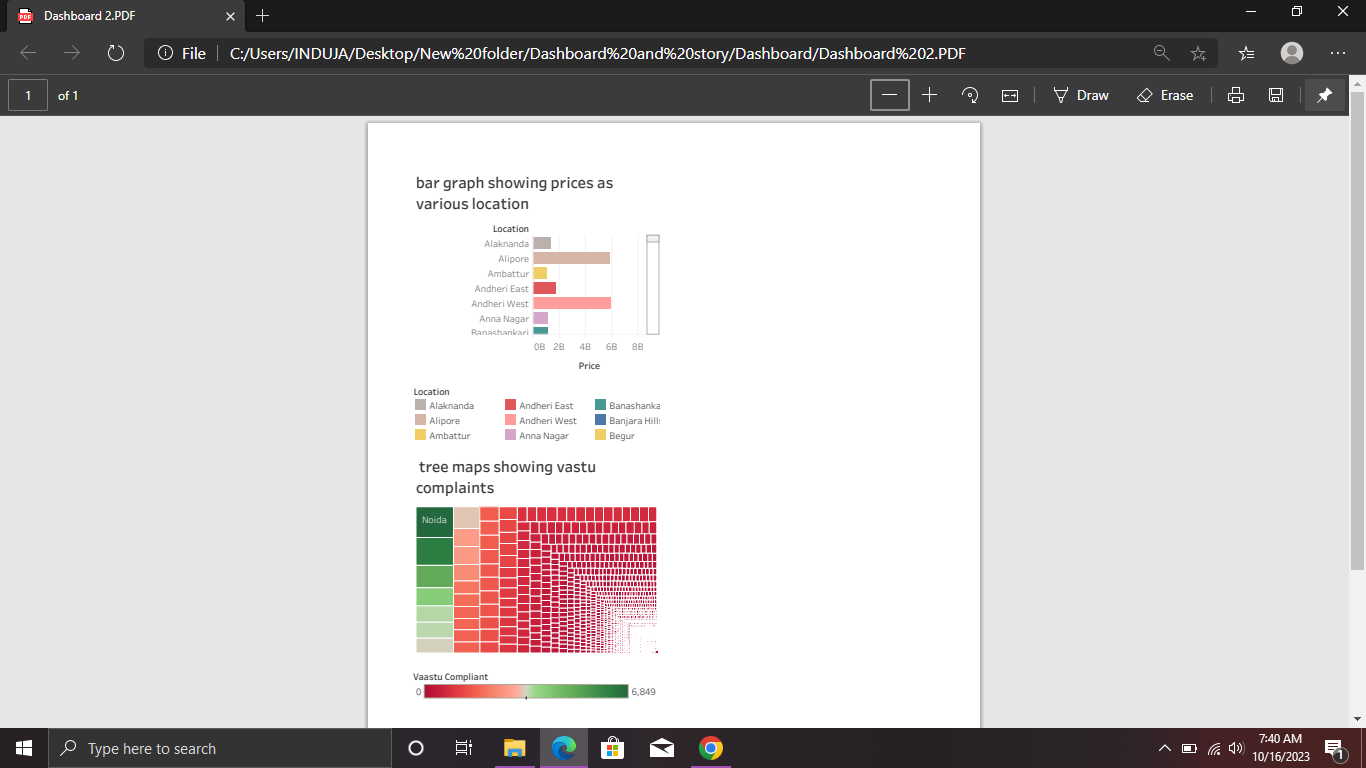 Dashboard 2.PDF
File
C:/Users/INDUJA/Desktop/New%20folder/Dashboard%20and%20story/Dashboard/Dashboard%202.PDF
1 of 1
Draw
Erase
bar graph showing prices as
various location
Location
Alaknanda
Alipore
Ambattur
Andheri East
Andheri West
Anna Nagar
Banashankari
0B 2B 4B 6B 8B
Price
Location
Alaknanda Andheri East Banashanka
Alipore Andheri West Banjara Hills
Ambattur Anna Nagar Begur
tree maps showing vastu
complaints
Noida
Vaastu Compliant
0 6,849
Type here to search
7:40 AM
10/16/2023
1